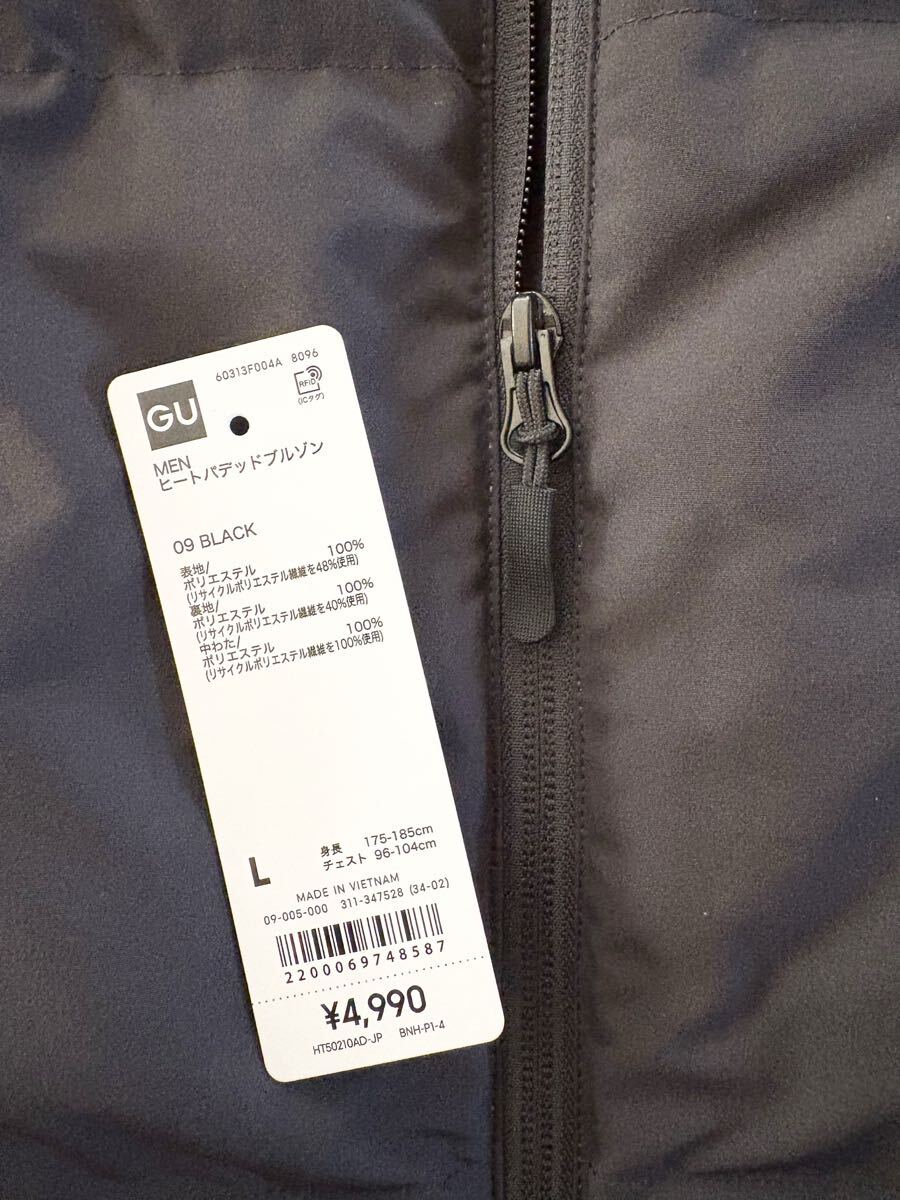 60313F004A 8096
GU
RFID
(ICタグ)
MEN
ヒートパデッドブルゾン
09 BLACK
表地/
ポリエステル 100%
(リサイクルポリエステル繊維を48%使用)
裏地/
ポリエステル 100%
(リサイクルポリエステル繊維を40%使用)
中わた/
ポリエステル 100%
(リサイクルポリエステル繊維を100%使用)
L
身長 175-185cm
チェスト 96-104cm
MADE IN VIETNAM
09-005-000 311-347528 (34-02)
2200069748587
¥4,990
HT50210AD-JP BNH-P1-4